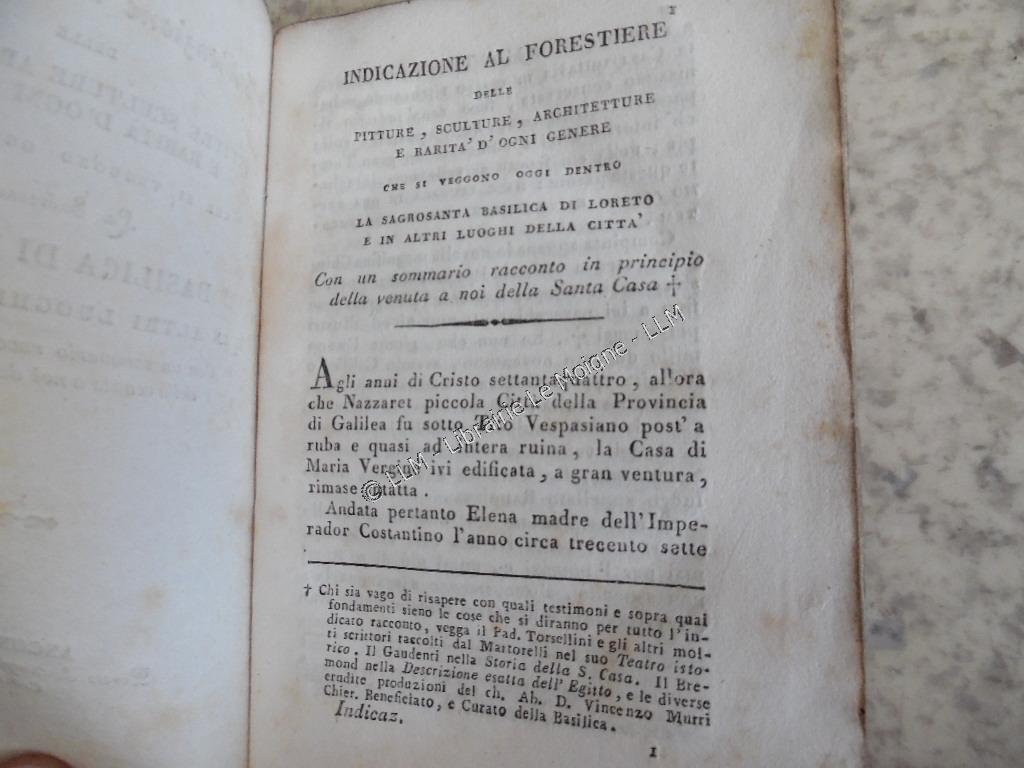 1
INDICAZIONE AL FORESTIERE
DELLE
PITTURE, SCULTURE, ARCHITETTURE
E RARITA' D'OGNI GENERE
CHE SI VEGGONO OGGI DENTRO
LA SAGROSANTA BASILICA DI LORETO
E IN ALTRI LUOGHI DELLA CITTA'
Con un sommario racconto in principio
della venuta a noi della Santa Casa †
Agli anni di Cristo settanta quattro, allora
che Nazzaret piccola Città della Provincia
di Galilea fu sotto Tito Vespasiano post' a
ruba e quasi ad intera ruina, la Casa di
Maria Vergine ivi edificata, a gran ventura,
rimase intatta.
Andata pertanto Elena madre dell'Impe-
rador Costantino l'anno circa trecento sette
† Chi sia vago di risapere con quali testimoni e sopra quai
fondamenti sieno le cose che si diranno per tutto l'in-
dicato racconto, vegga il Pad. Torsellini e gli altri mol-
ti scrittori raccolti dal Martorelli nel suo Teatro isto-
rico. Il Gaudenti nella Storia della S. Casa. Il Bre-
mond nella Descrizione esatta dell'Egitto, e le diverse
erudite produzioni del ch. Ab. D. Vincenzo Murri
Chier. Beneficiato, e Curato della Basilica.
Indicaz.
1
© LLM - Librairie Le Moigne - LLM
BASILICA DI